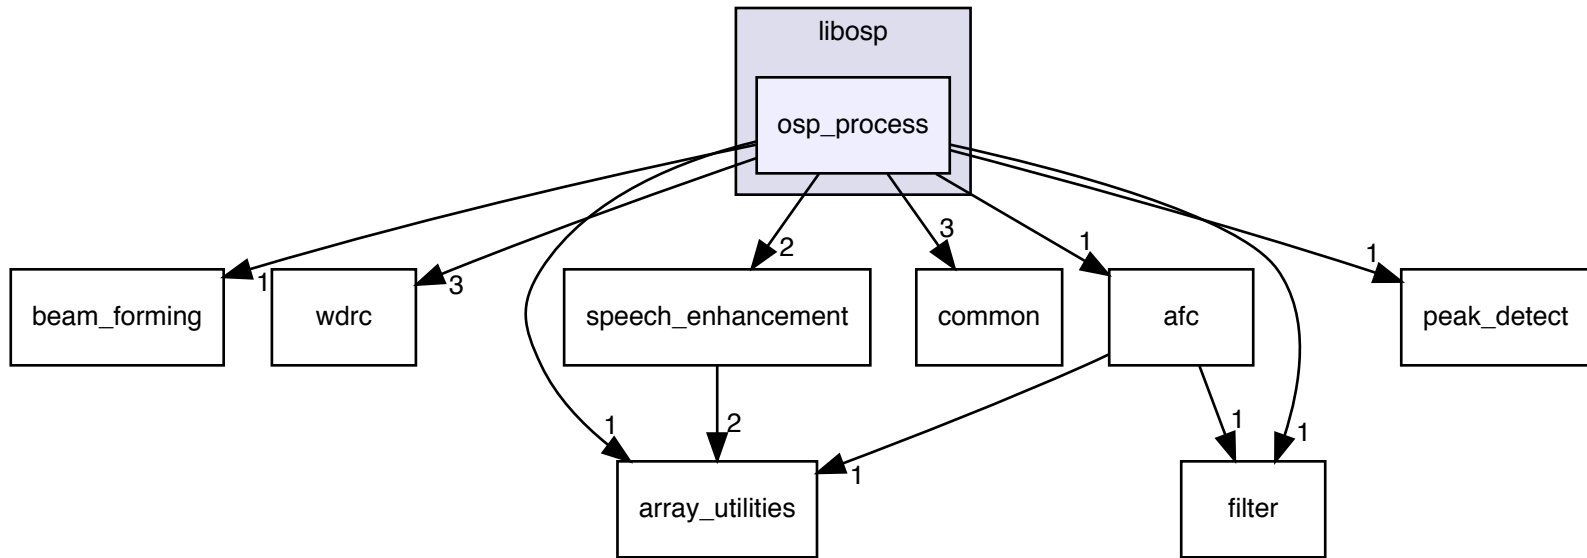 libosp
osp_process
1
3
2
3
1
1
beam_forming
wdrc
speech_enhancement
common
afc
peak_detect
1
2
1
1
1
array_utilities
filter